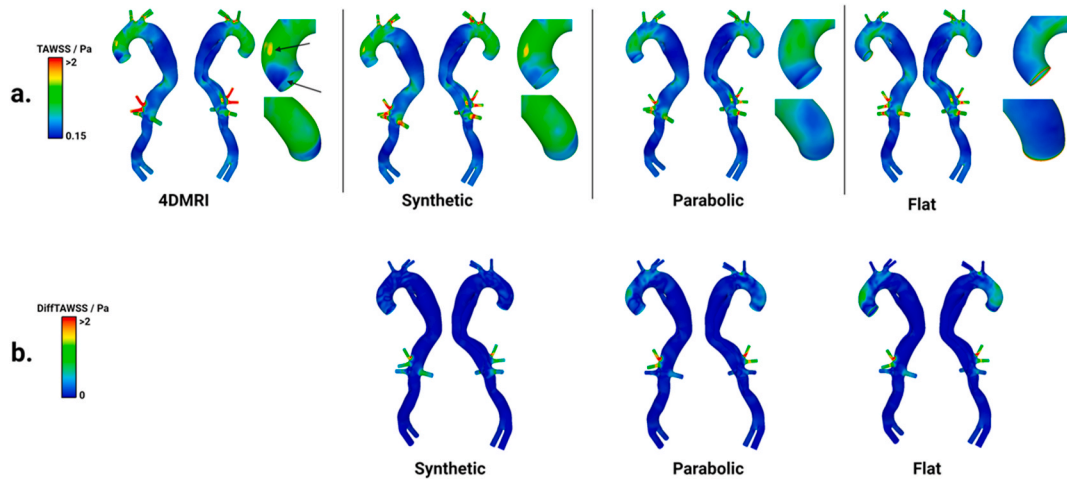 a.
TAWSS / Pa
>2
0.15
4DMRI
Synthetic
Parabolic
Flat
b.
DiffTAWSS / Pa
>2
0
Synthetic
Parabolic
Flat